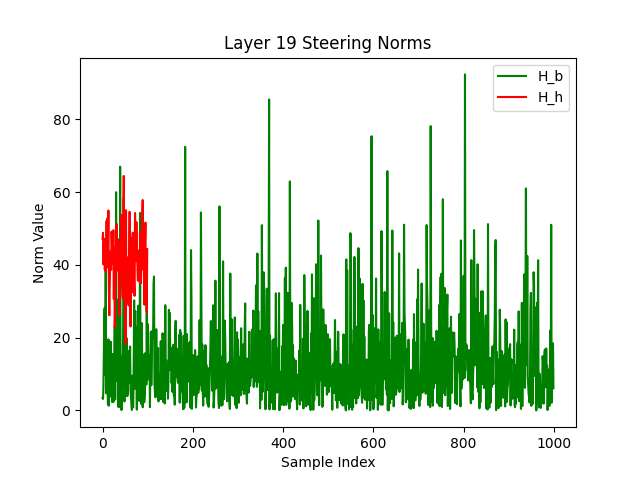 Layer 19 Steering Norms
H_b
H_h
Norm Value
80
60
40
20
0
0 200 400 600 800 1000
Sample Index